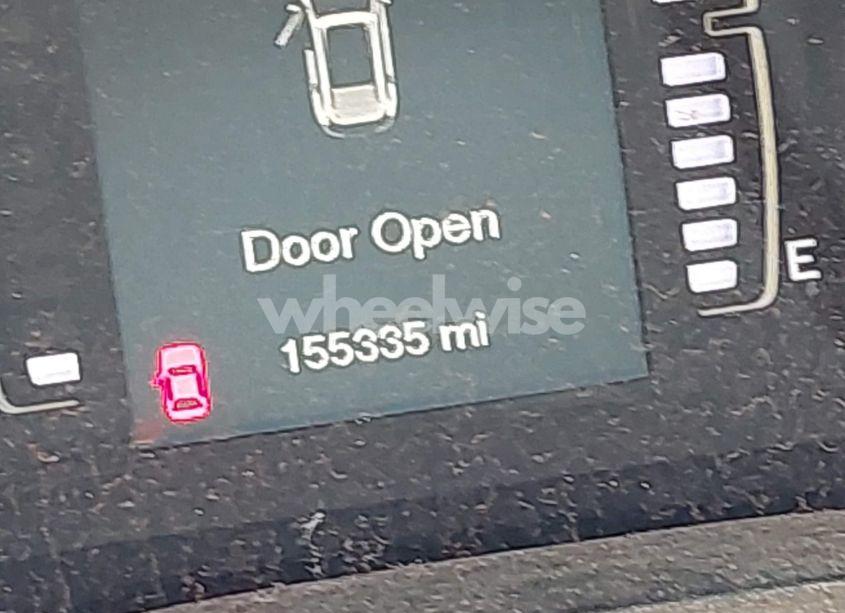 Door Open
E
wheelwise
155335 mi